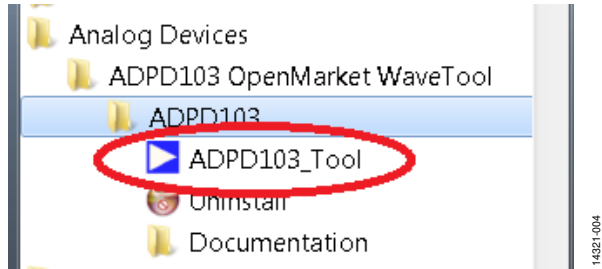 Analog Devices
ADPD103 OpenMarket WaveTool
ADPD103
ADPD103_Tool
Uninstall
Documentation
14321-004